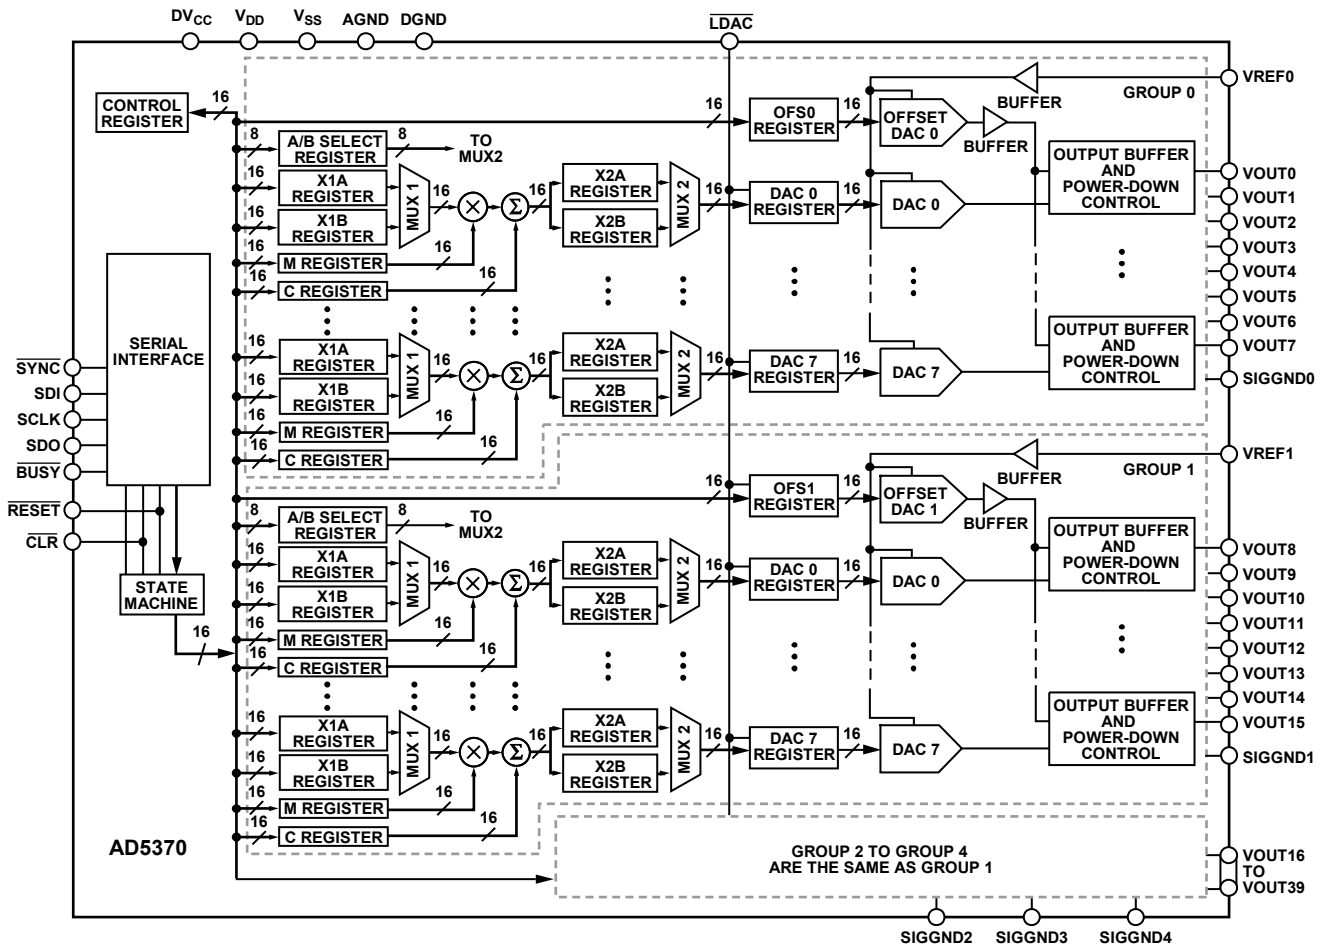 DVCC VDD VSS AGND DGND LDAC
VREF0
GROUP 0
BUFFER
CONTROL
REGISTER
16
16
OFS0
REGISTER
16
OFFSET
DAC 0
BUFFER
8
A/B SELECT
REGISTER
8
TO
MUX2
16
X1A
REGISTER
16
X1B
REGISTER
MUX 1
16
×
Σ
16
X2A
REGISTER
X2B
REGISTER
MUX 2
16
DAC 0
REGISTER
16
DAC 0
OUTPUT BUFFER
AND
POWER-DOWN
CONTROL
16
M REGISTER
16
16
C REGISTER
16
VOUT0
VOUT1
VOUT2
VOUT3
VOUT4
VOUT5
VOUT6
VOUT7
SIGGND0
16
X1A
REGISTER
16
X1B
REGISTER
MUX 1
16
×
Σ
16
X2A
REGISTER
X2B
REGISTER
MUX 2
16
DAC 7
REGISTER
16
DAC 7
OUTPUT BUFFER
AND
POWER-DOWN
CONTROL
16
M REGISTER
16
16
C REGISTER
16
SERIAL
INTERFACE
SYNC
SDI
SCLK
SDO
BUSY
RESET
CLR
STATE
MACHINE
16
VREF1
GROUP 1
BUFFER
16
OFS1
REGISTER
16
OFFSET
DAC 1
BUFFER
8
A/B SELECT
REGISTER
8
TO
MUX2
16
X1A
REGISTER
16
X1B
REGISTER
MUX 1
16
×
Σ
16
X2A
REGISTER
X2B
REGISTER
MUX 2
16
DAC 0
REGISTER
16
DAC 0
OUTPUT BUFFER
AND
POWER-DOWN
CONTROL
16
M REGISTER
16
16
C REGISTER
16
VOUT8
VOUT9
VOUT10
VOUT11
VOUT12
VOUT13
VOUT14
VOUT15
SIGGND1
16
X1A
REGISTER
16
X1B
REGISTER
MUX 1
16
×
Σ
16
X2A
REGISTER
X2B
REGISTER
MUX 2
16
DAC 7
REGISTER
16
DAC 7
OUTPUT BUFFER
AND
POWER-DOWN
CONTROL
16
M REGISTER
16
16
C REGISTER
16
AD5370
GROUP 2 TO GROUP 4
ARE THE SAME AS GROUP 1
VOUT16
TO
VOUT39
SIGGND2 SIGGND3 SIGGND4